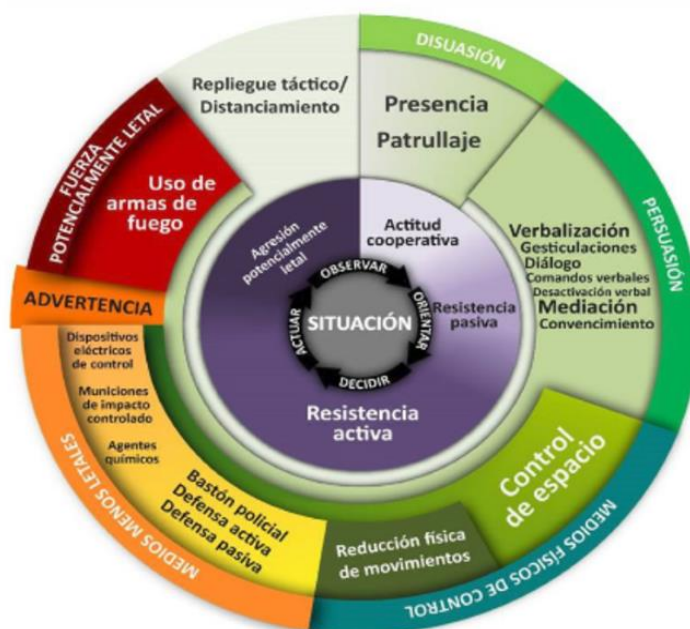 DISUASIÓN
Presencia
Patrullaje
PERSUASIÓN
Verbalización
Gesticulaciones
Diálogo
Comandos verbales
Desactivación verbal
Mediación
Convencimiento
MEDIOS FÍSICOS DE CONTROL
Control
de espacio
Reducción física
de movimientos
MEDIOS MENOS LETALES
Bastón policial
Defensa activa
Defensa pasiva
Agentes
químicos
Municiones
de impacto
controlado
Dispositivos
eléctricos
de control
ADVERTENCIA
FUERZA
POTENCIALMENTE LETAL
Uso de
armas de
fuego
Repliegue táctico/
Distanciamiento
Actitud
cooperativa
Resistencia
pasiva
Resistencia
activa
Agresión
potencialmente
letal
OBSERVAR
ORIENTAR
DECIDIR
ACTUAR
SITUACIÓN